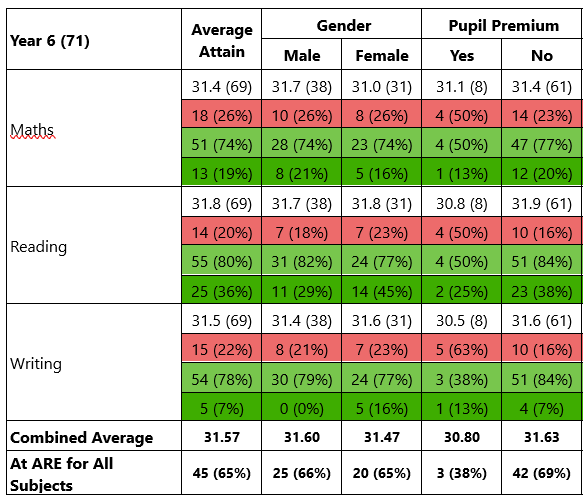 Year 6 (71) Average Attain Gender Pupil Premium
Male Female Yes No
Maths
31.4 (69) 31.7 (38) 31.0 (31) 31.1 (8) 31.4 (61)
18 (26%) 10 (26%) 8 (26%) 4 (50%) 14 (23%)
51 (74%) 28 (74%) 23 (74%) 4 (50%) 47 (77%)
13 (19%) 8 (21%) 5 (16%) 1 (13%) 12 (20%)
Reading
31.8 (69) 31.7 (38) 31.8 (31) 30.8 (8) 31.9 (61)
14 (20%) 7 (18%) 7 (23%) 4 (50%) 10 (16%)
55 (80%) 31 (82%) 24 (77%) 4 (50%) 51 (84%)
25 (36%) 11 (29%) 14 (45%) 2 (25%) 23 (38%)
Writing
31.5 (69) 31.4 (38) 31.6 (31) 30.5 (8) 31.6 (61)
15 (22%) 8 (21%) 7 (23%) 5 (63%) 10 (16%)
54 (78%) 30 (79%) 24 (77%) 3 (38%) 51 (84%)
5 (7%) 0 (0%) 5 (16%) 1 (13%) 4 (7%)
Combined Average 31.57 31.60 31.47 30.80 31.63
At ARE for All Subjects 45 (65%) 25 (66%) 20 (65%) 3 (38%) 42 (69%)